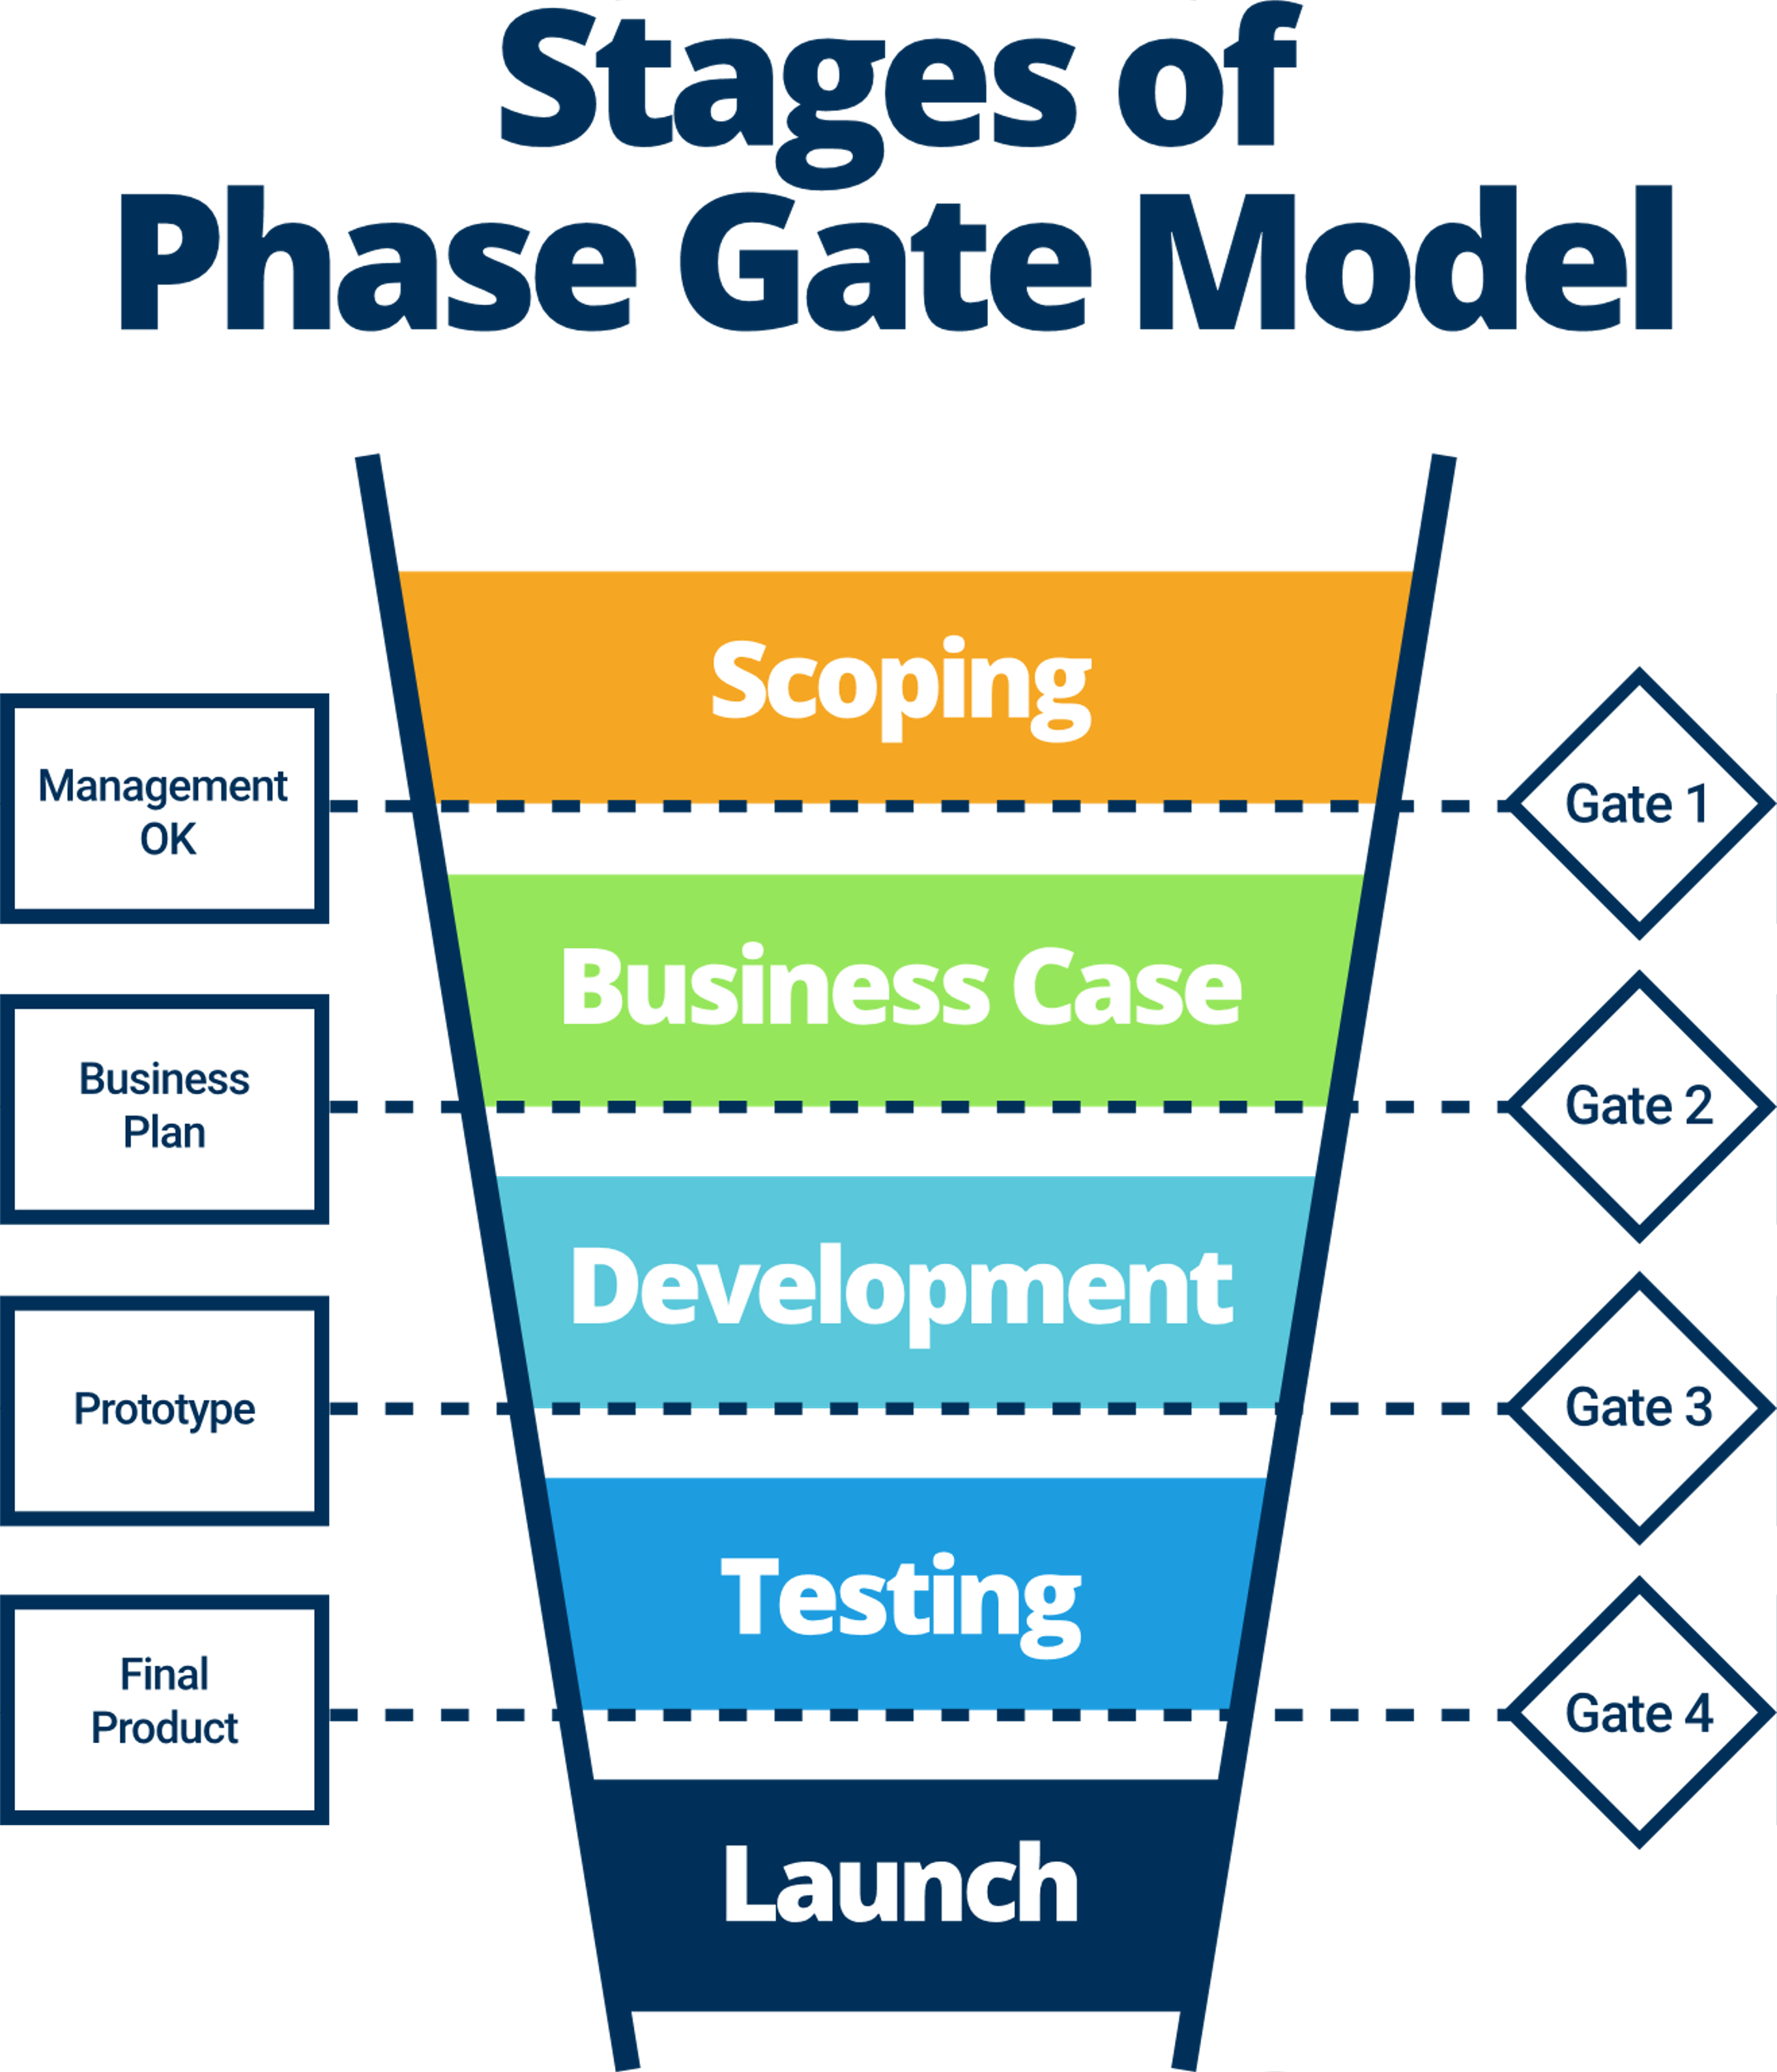 Stages of
Phase Gate Model
Scoping
Management
OK
Gate 1
Business Case
Business
Plan
Gate 2
Development
Prototype
Gate 3
Testing
Final
Product
Gate 4
Launch